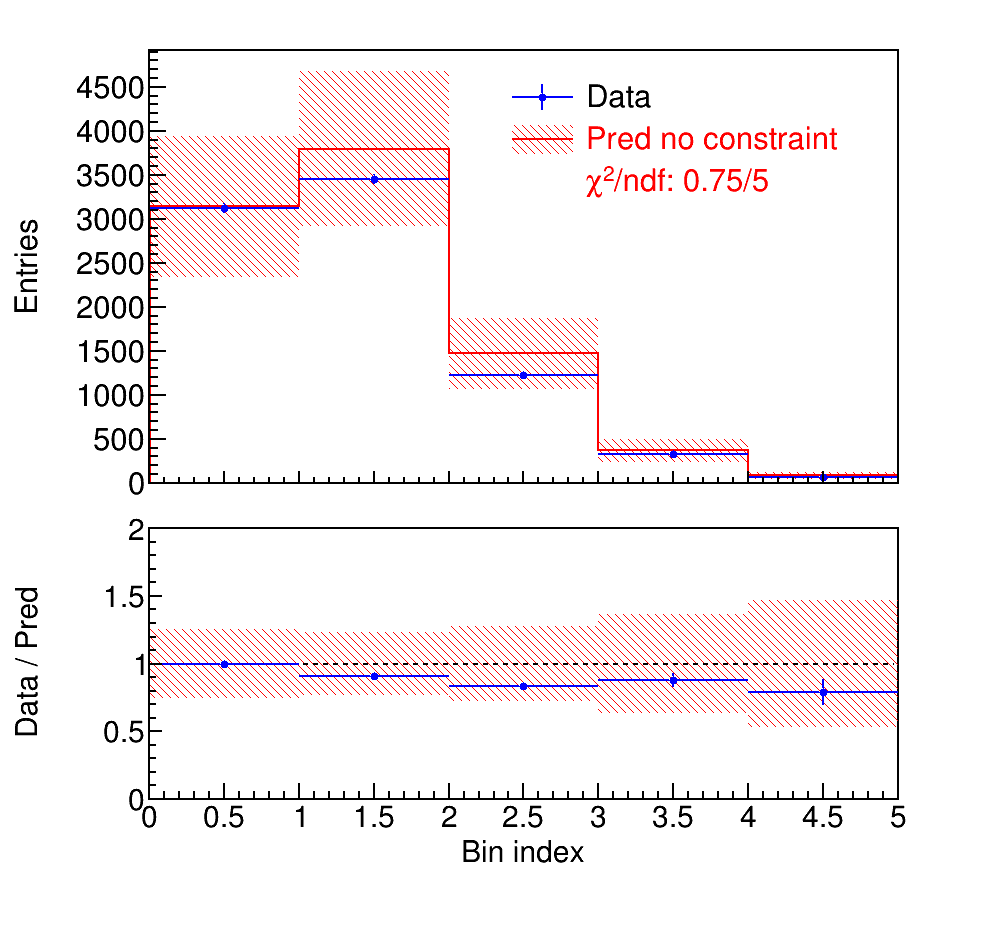 Entries
4500
4000
3500
3000
2500
2000
1500
1000
500
0
Data
Pred no constraint
χ²/ndf: 0.75/5
Data / Pred
2
1.5
1
0.5
0
0 0.5 1 1.5 2 2.5 3 3.5 4 4.5 5
Bin index